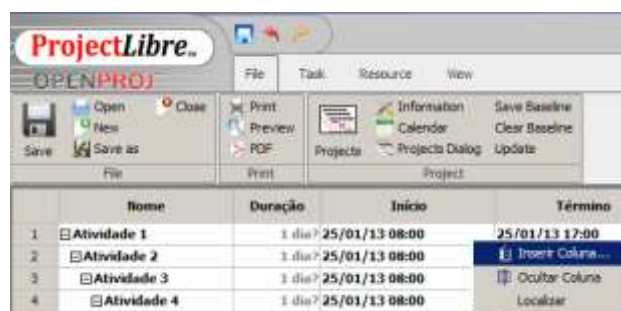 ProjectLibre..
OPENPROJ
File Task Resource View
Open Close Print Information Save Baseline
New Preview Calendar Clear Baseline
Save Save as PDF Projects Projects Dialog Update
File Print Project
Nome Duração Início Término
1 Atividade 1 1 dia? 25/01/13 08:00 25/01/13 17:00
2 Atividade 2 1 dia? 25/01/13 08:00 Inserir Coluna...
3 Atividade 3 1 dia? 25/01/13 08:00 Ocultar Coluna
4 Atividade 4 1 dia? 25/01/13 08:00 Localizar